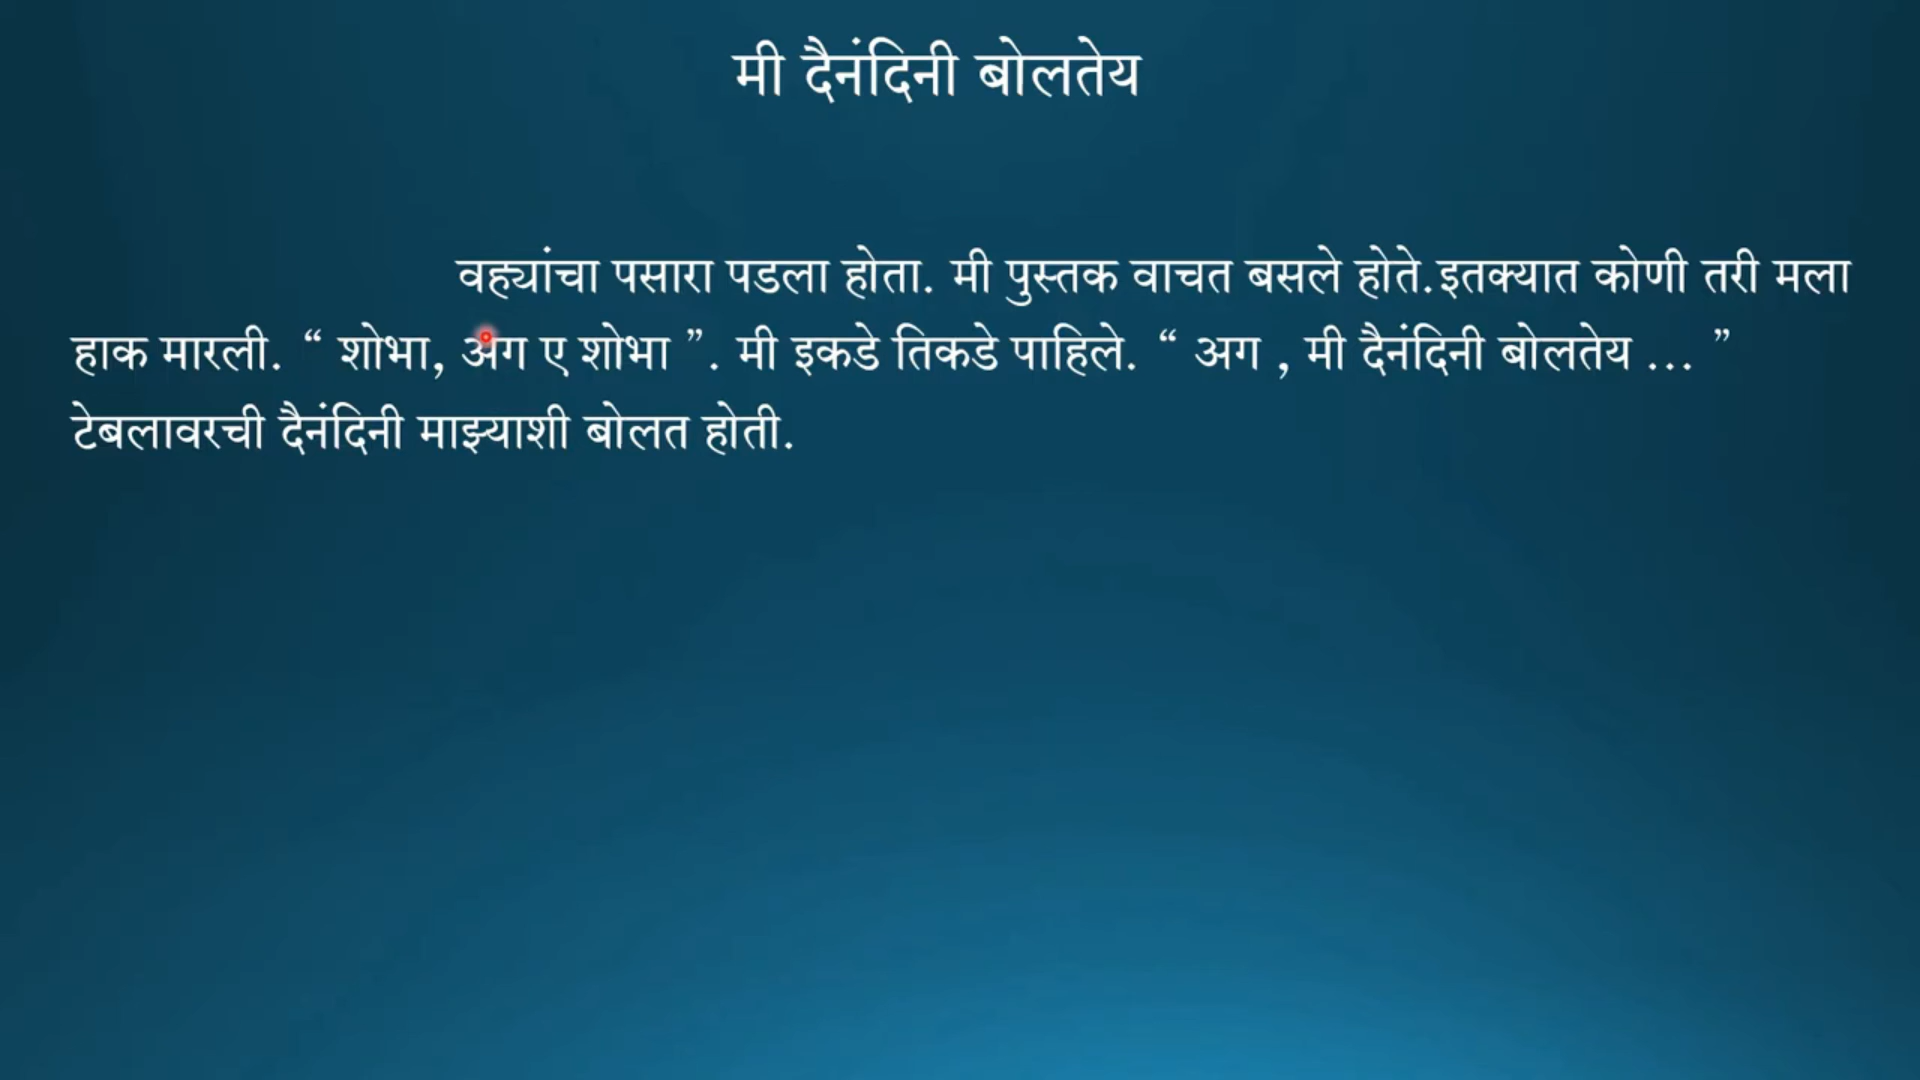 मी दैनंदिनी बोलतेय
वह्यांचा पसारा पडला होता. मी पुस्तक वाचत बसले होते.इतक्यात कोणी तरी मला
हाक मारली. “ शोभा, अग ए शोभा ”. मी इकडे तिकडे पाहिले. “ अग , मी दैनंदिनी बोलतेय ... ”
टेबलावरची दैनंदिनी माझ्याशी बोलत होती.